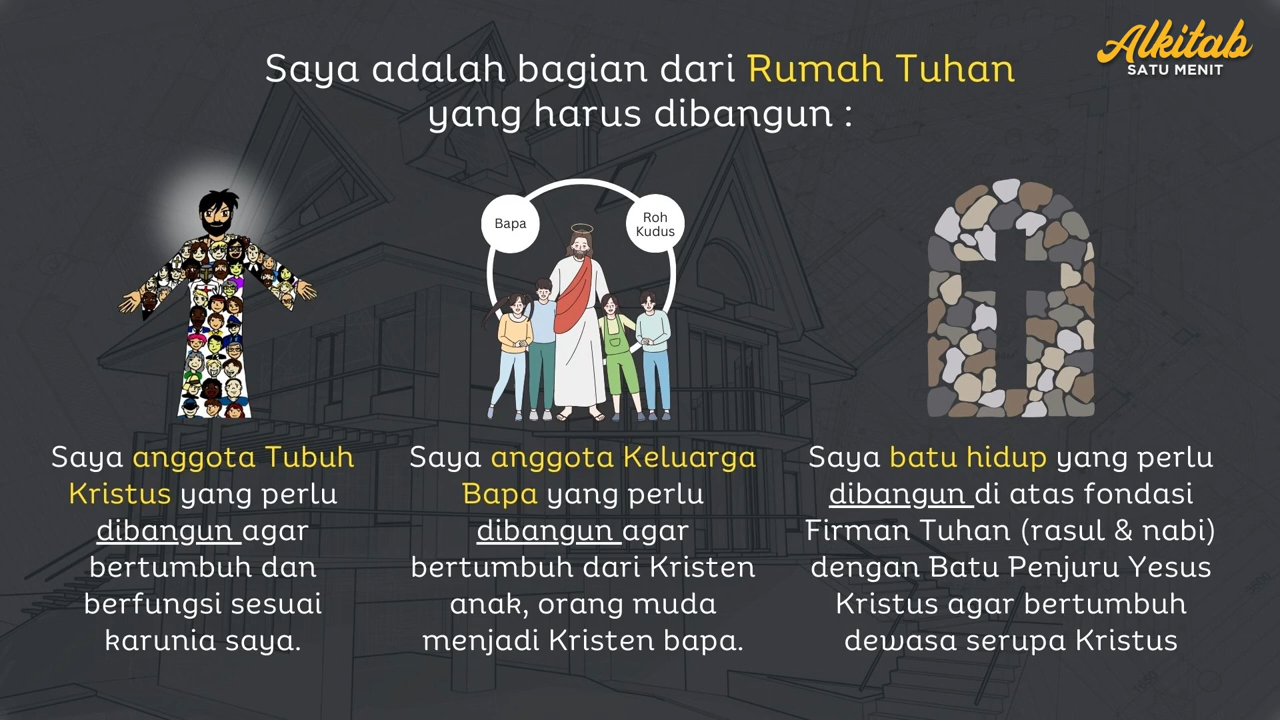 Alkitab
SATU MENIT
Saya adalah bagian dari Rumah Tuhan
yang harus dibangun :
Bapa
Roh
Kudus
Saya anggota Tubuh
Kristus yang perlu
dibangun agar
bertumbuh dan
berfungsi sesuai
karunia saya.
Saya anggota Keluarga
Bapa yang perlu
dibangun agar
bertumbuh dari Kristen
anak, orang muda
menjadi Kristen bapa.
Saya batu hidup yang perlu
dibangun di atas fondasi
Firman Tuhan (rasul & nabi)
dengan Batu Penjuru Yesus
Kristus agar bertumbuh
dewasa serupa Kristus